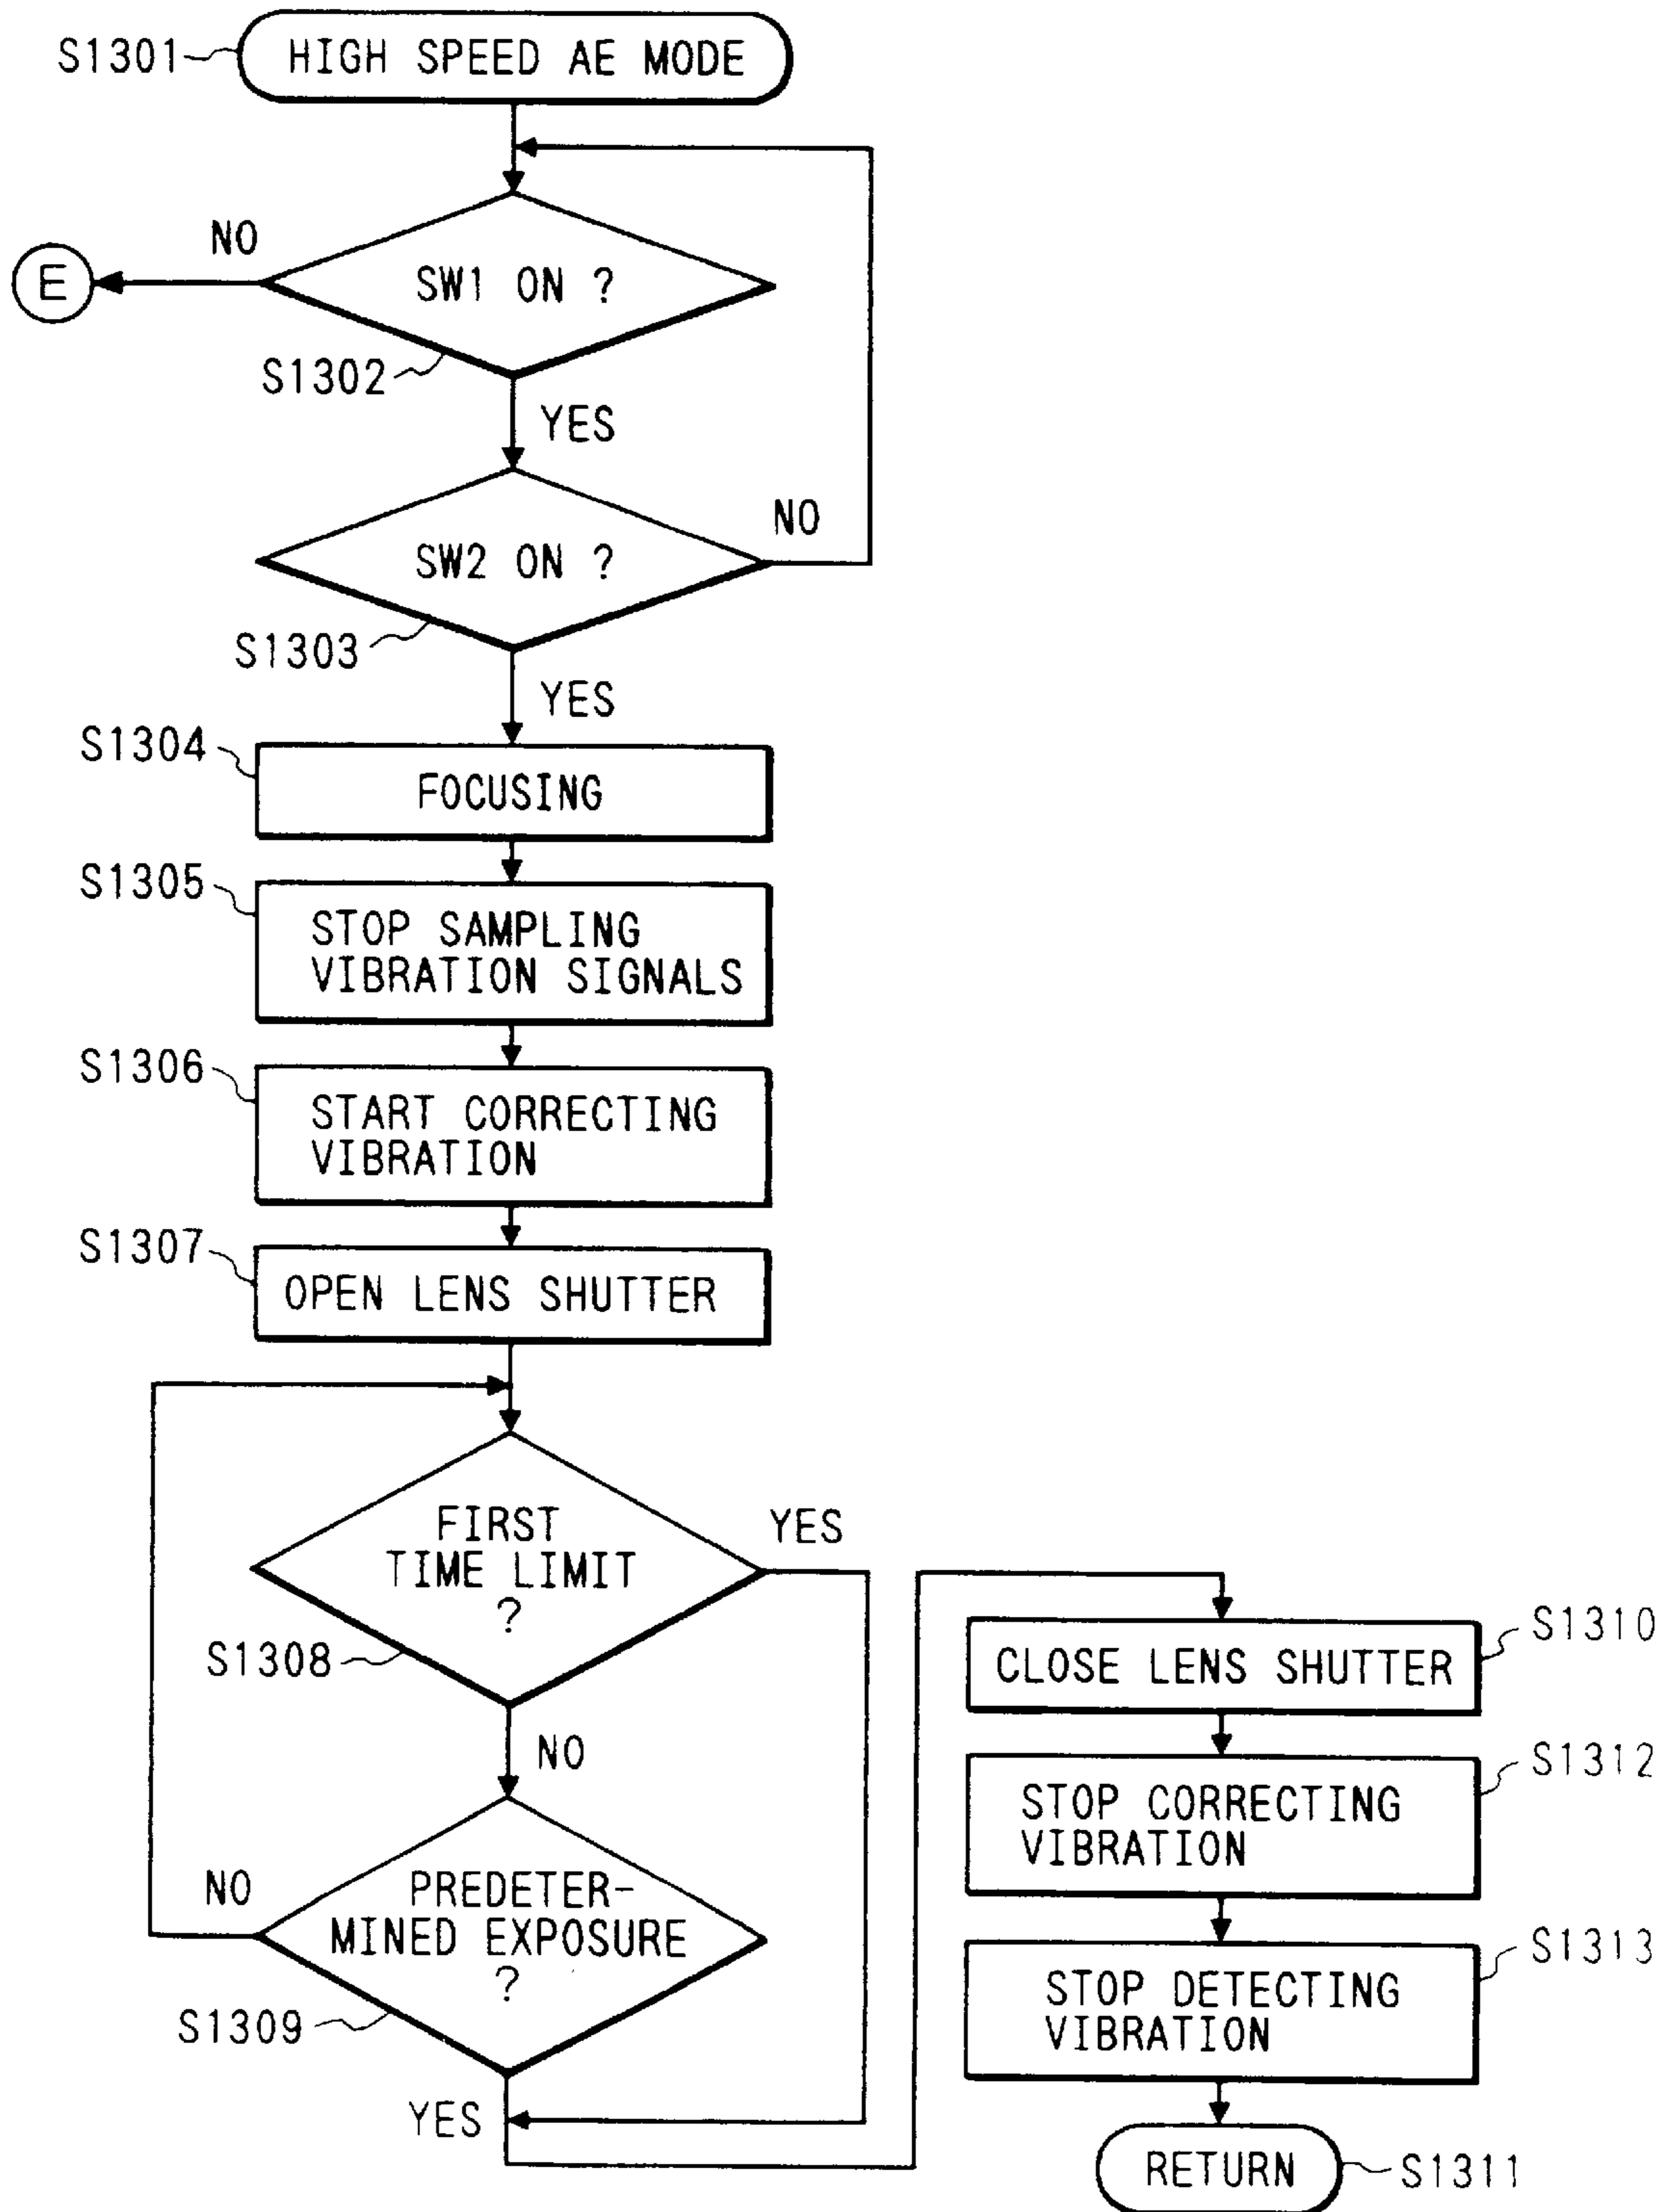 S1301
HIGH SPEED AE MODE
NO
E
SW1 ON ?
S1302
YES
NO
SW2 ON ?
S1303
YES
S1304
FOCUSING
S1305
STOP SAMPLING
VIBRATION SIGNALS
S1306
START CORRECTING
VIBRATION
S1307
OPEN LENS SHUTTER
FIRST
TIME LIMIT
?
YES
S1308
NO
NO
PREDETER-
MINED EXPOSURE
?
S1309
YES
S1310
CLOSE LENS SHUTTER
S1312
STOP CORRECTING
VIBRATION
S1313
STOP DETECTING
VIBRATION
RETURN
S1311